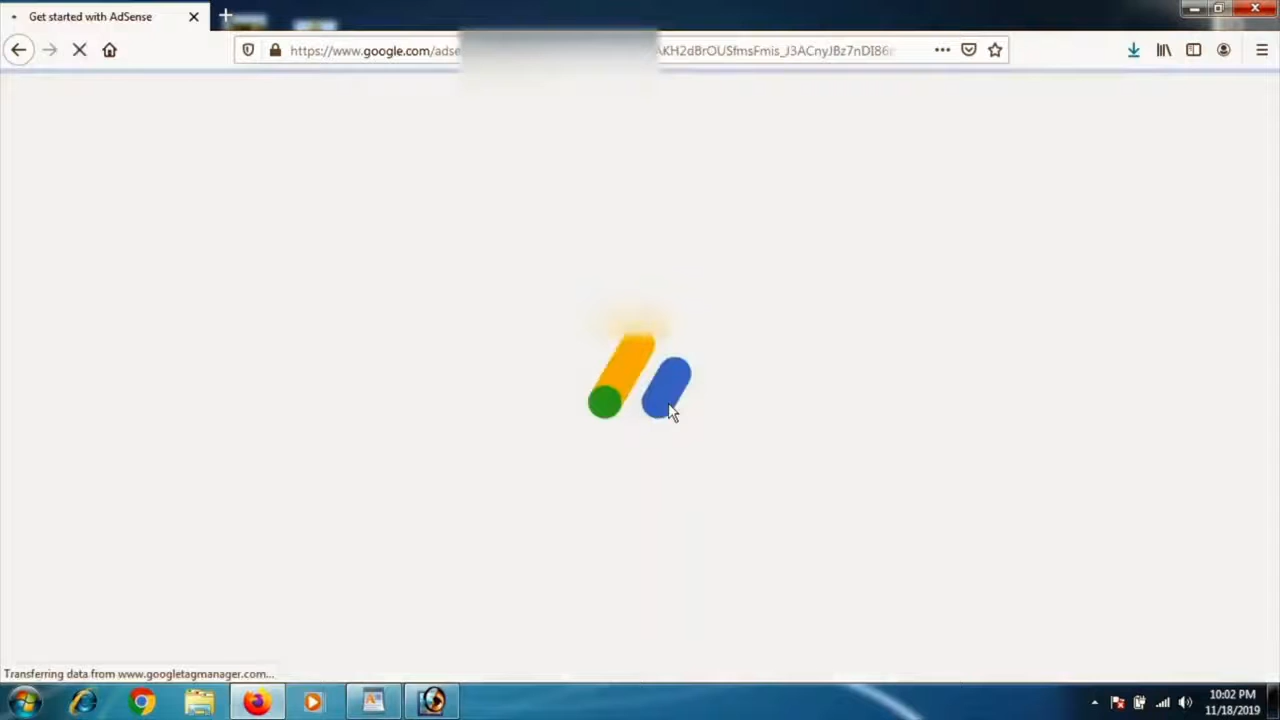 Get started with AdSense
https://www.google.com/adse
AKH2dBrOUSfmsFmis_J3ACnyJBz7nDI86
Transferring data from www.googletagmanager.com...
10:02 PM
11/18/2019